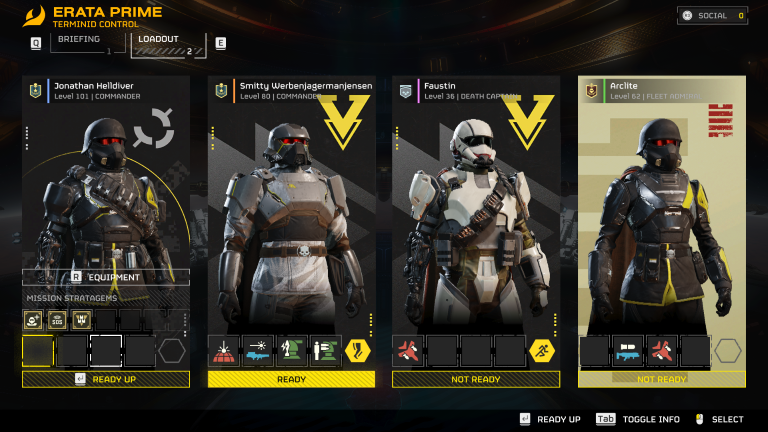 ERATA PRIME
TERMINID CONTROL
SOCIAL 0
Q BRIEFING 1 LOADOUT 2 E
Jonathan Helldiver
Level 101 | COMMANDER
Smitty Werbenjagermanjensen
Level 80 | COMMANDER
Faustin
Level 36 | DEATH CAPTAIN
Arclite
Level 62 | FLEET ADMIRAL
R EQUIPMENT
MISSION STRATAGEMS
SOS
READY UP
READY
NOT READY
NOT READY
READY UP Tab TOGGLE INFO SELECT